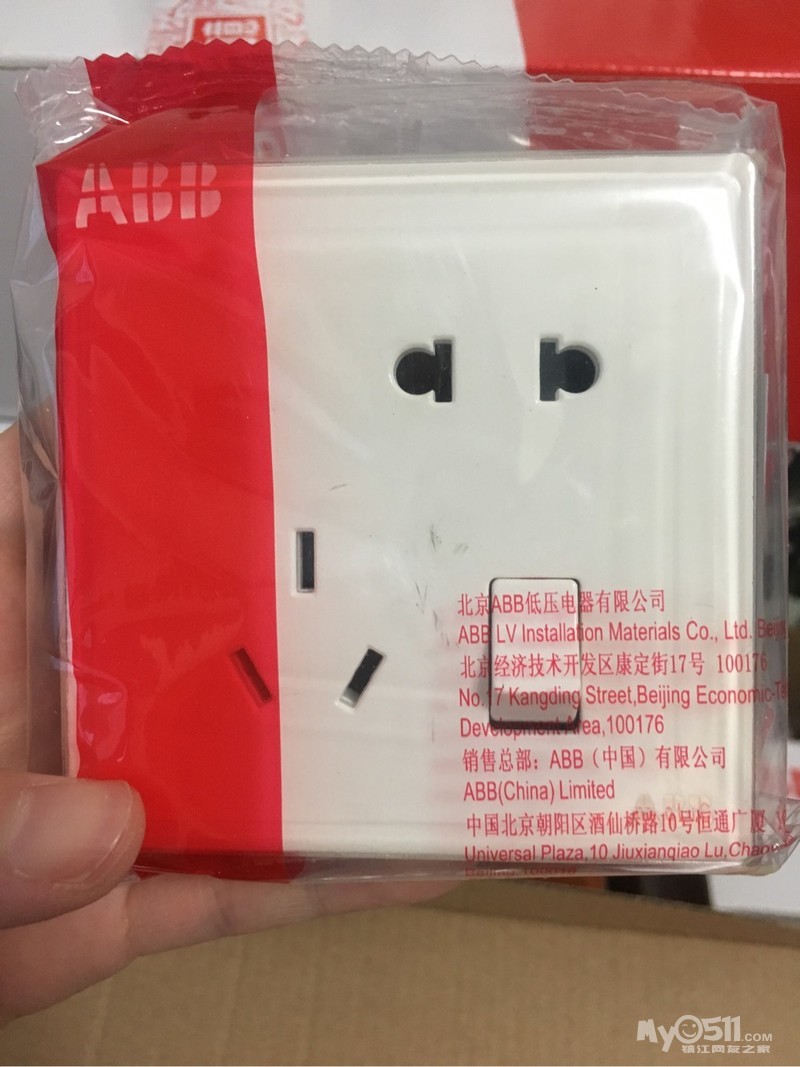 ABB
北京ABB低压电器有限公司
ABB LV Installation Materials Co., Ltd. Beijing
北京经济技术开发区康定街17号 100176
No.17 Kangding Street,Beijing Economic-Te
Development Area,100176
销售总部：ABB（中国）有限公司
ABB(China) Limited
中国北京朝阳区酒仙桥路10号恒通广厦
Universal Plaza,10 Jiuxianqiao Lu,Chaoy
My0511.COM
镇江网友之家